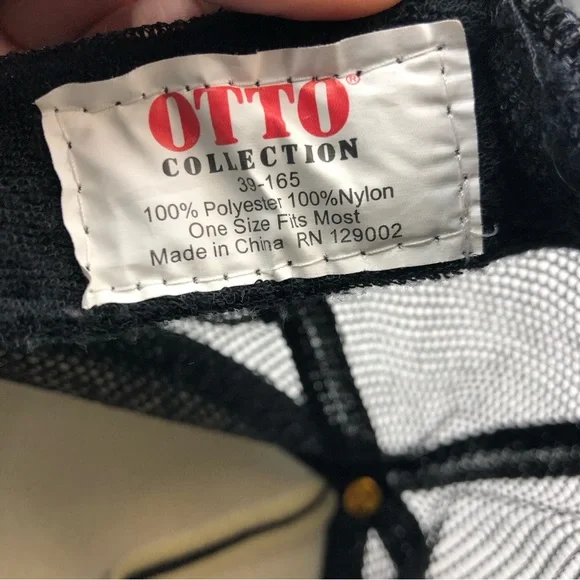 OTTO®
COLLECTION
39-165
100% Polyester 100%Nylon
One Size Fits Most
Made in China RN 129002